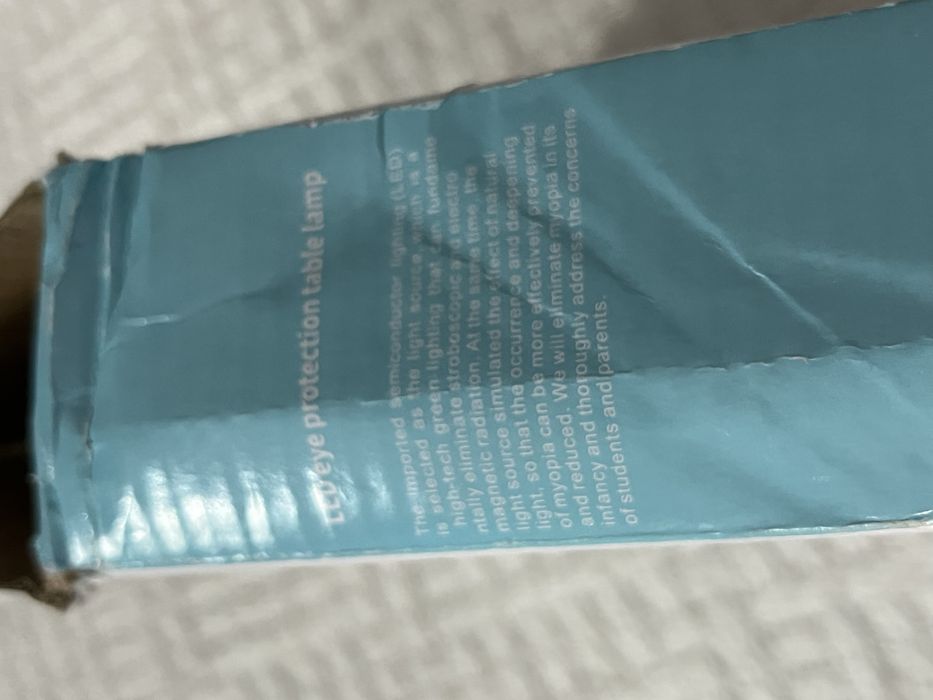 LED eye protection table lamp
The imported semiconductor lighting (LED)
is selected as the light source, which is a
high-tech green lighting that can fundame
ntally eliminate stroboscopic and electro
magnetic radiation. At the same time, the
light source simulated the effect of natural
light, so that the occurrence and deepening
of myopia can be more effectively prevented
and reduced. We will eliminate myopia in its
infancy and thoroughly address the concerns
of students and parents.